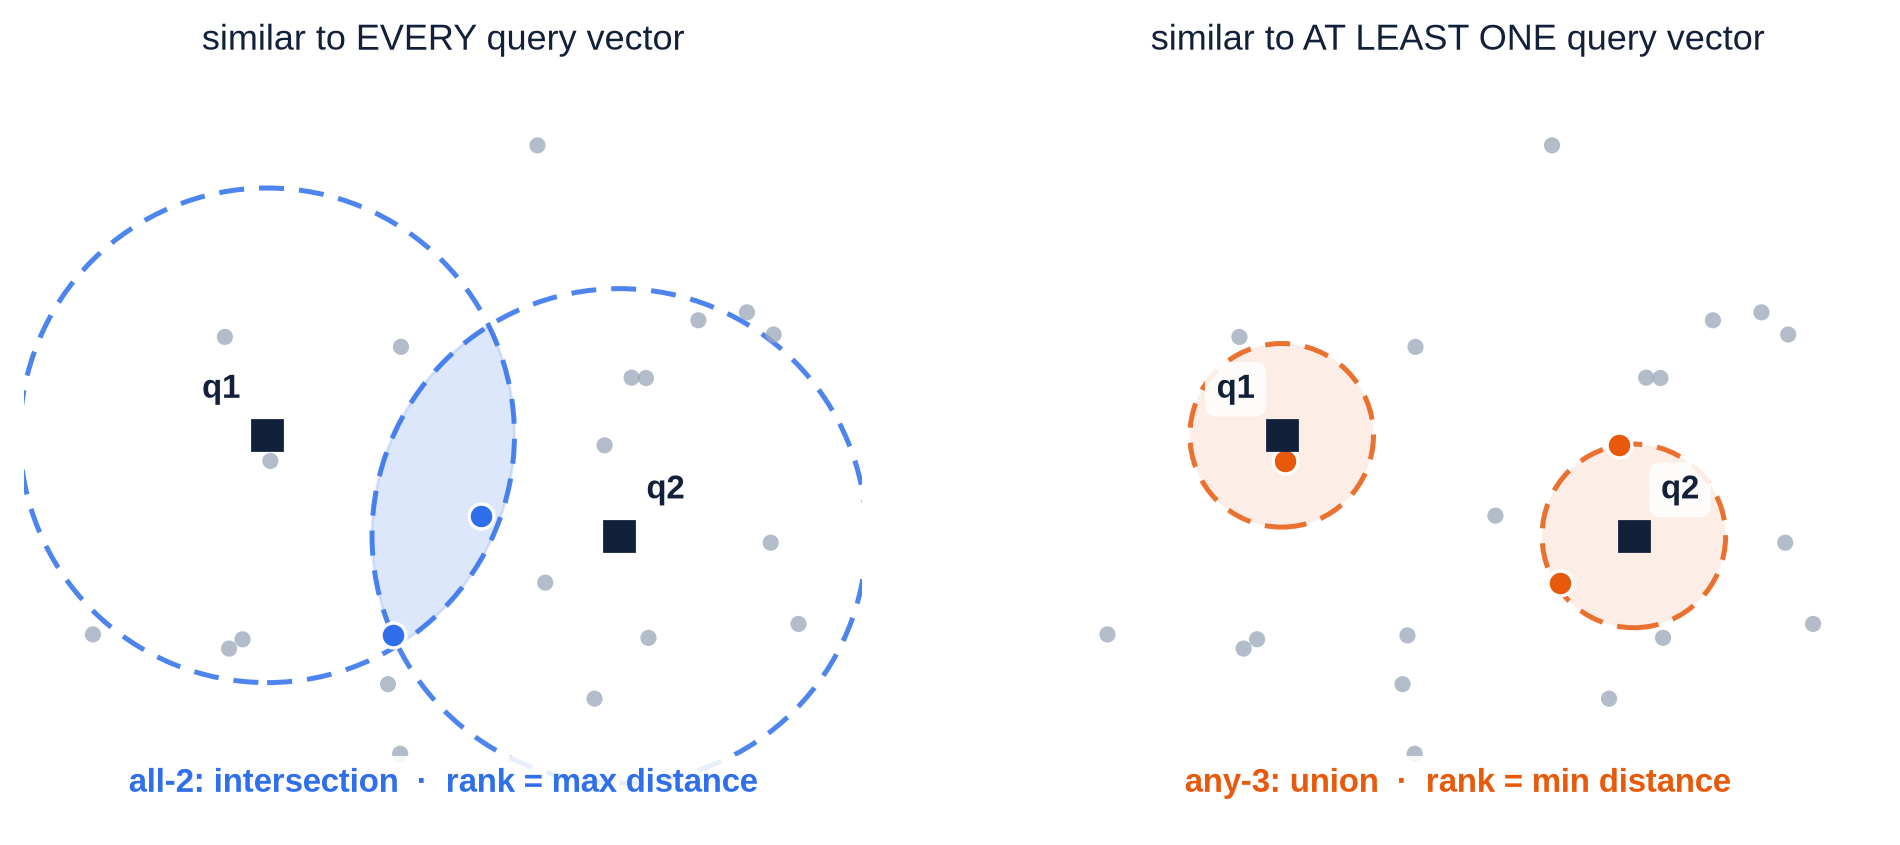 similar to EVERY query vector
similar to AT LEAST ONE query vector
q1
q2
q1
q2
all-2: intersection · rank = max distance
any-3: union · rank = min distance